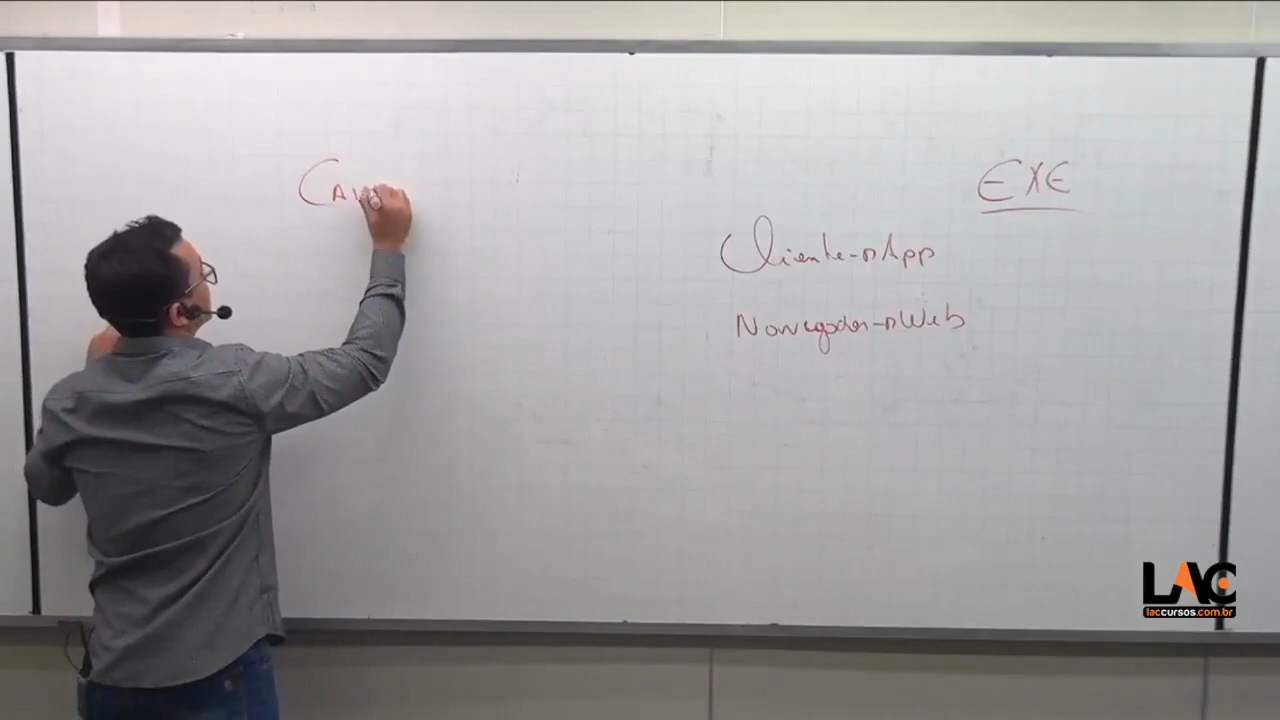 EXE
Cliente → App
Navegador → Web
LAC
laccursos.com.br